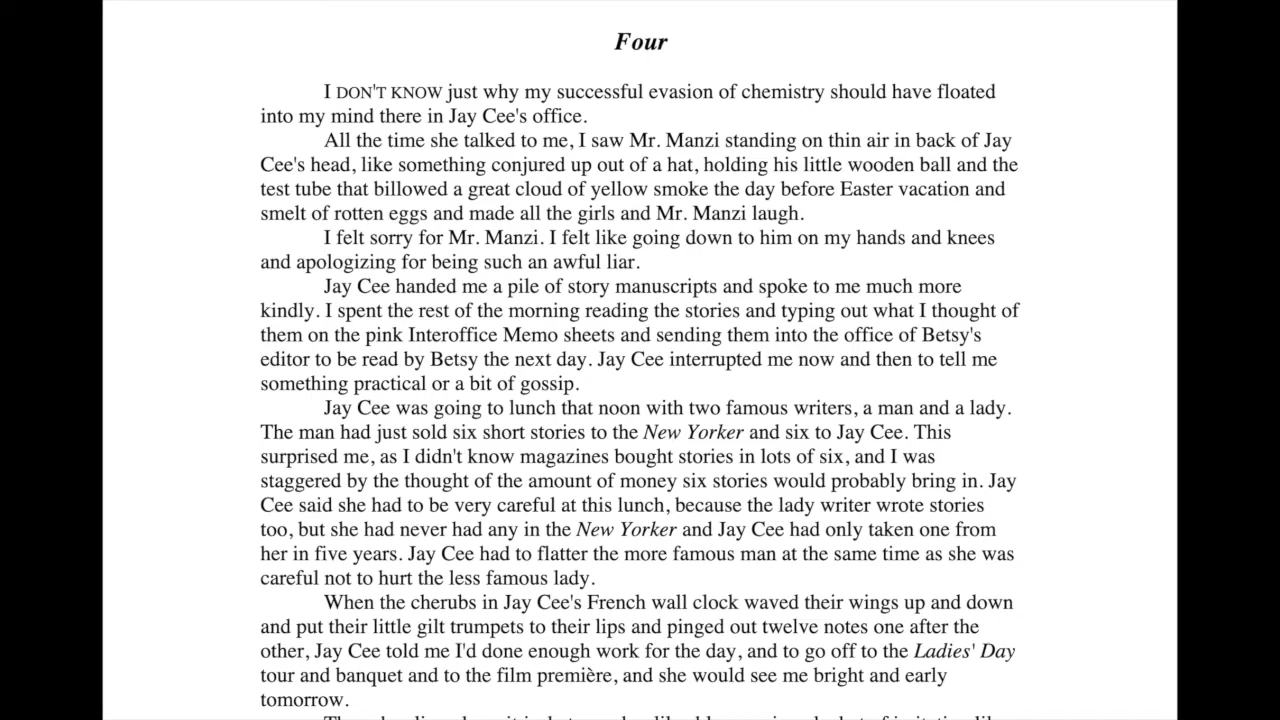 Four
I DON'T KNOW just why my successful evasion of chemistry should have floated
into my mind there in Jay Cee's office.
All the time she talked to me, I saw Mr. Manzi standing on thin air in back of Jay
Cee's head, like something conjured up out of a hat, holding his little wooden ball and the
test tube that billowed a great cloud of yellow smoke the day before Easter vacation and
smelt of rotten eggs and made all the girls and Mr. Manzi laugh.
I felt sorry for Mr. Manzi. I felt like going down to him on my hands and knees
and apologizing for being such an awful liar.
Jay Cee handed me a pile of story manuscripts and spoke to me much more
kindly. I spent the rest of the morning reading the stories and typing out what I thought of
them on the pink Interoffice Memo sheets and sending them into the office of Betsy's
editor to be read by Betsy the next day. Jay Cee interrupted me now and then to tell me
something practical or a bit of gossip.
Jay Cee was going to lunch that noon with two famous writers, a man and a lady.
The man had just sold six short stories to the New Yorker and six to Jay Cee. This
surprised me, as I didn't know magazines bought stories in lots of six, and I was
staggered by the thought of the amount of money six stories would probably bring in. Jay
Cee said she had to be very careful at this lunch, because the lady writer wrote stories
too, but she had never had any in the New Yorker and Jay Cee had only taken one from
her in five years. Jay Cee had to flatter the more famous man at the same time as she was
careful not to hurt the less famous lady.
When the cherubs in Jay Cee's French wall clock waved their wings up and down
and put their little gilt trumpets to their lips and pinged out twelve notes one after the
other, Jay Cee told me I'd done enough work for the day, and to go off to the Ladies' Day
tour and banquet and to the film première, and she would see me bright and early
tomorrow.